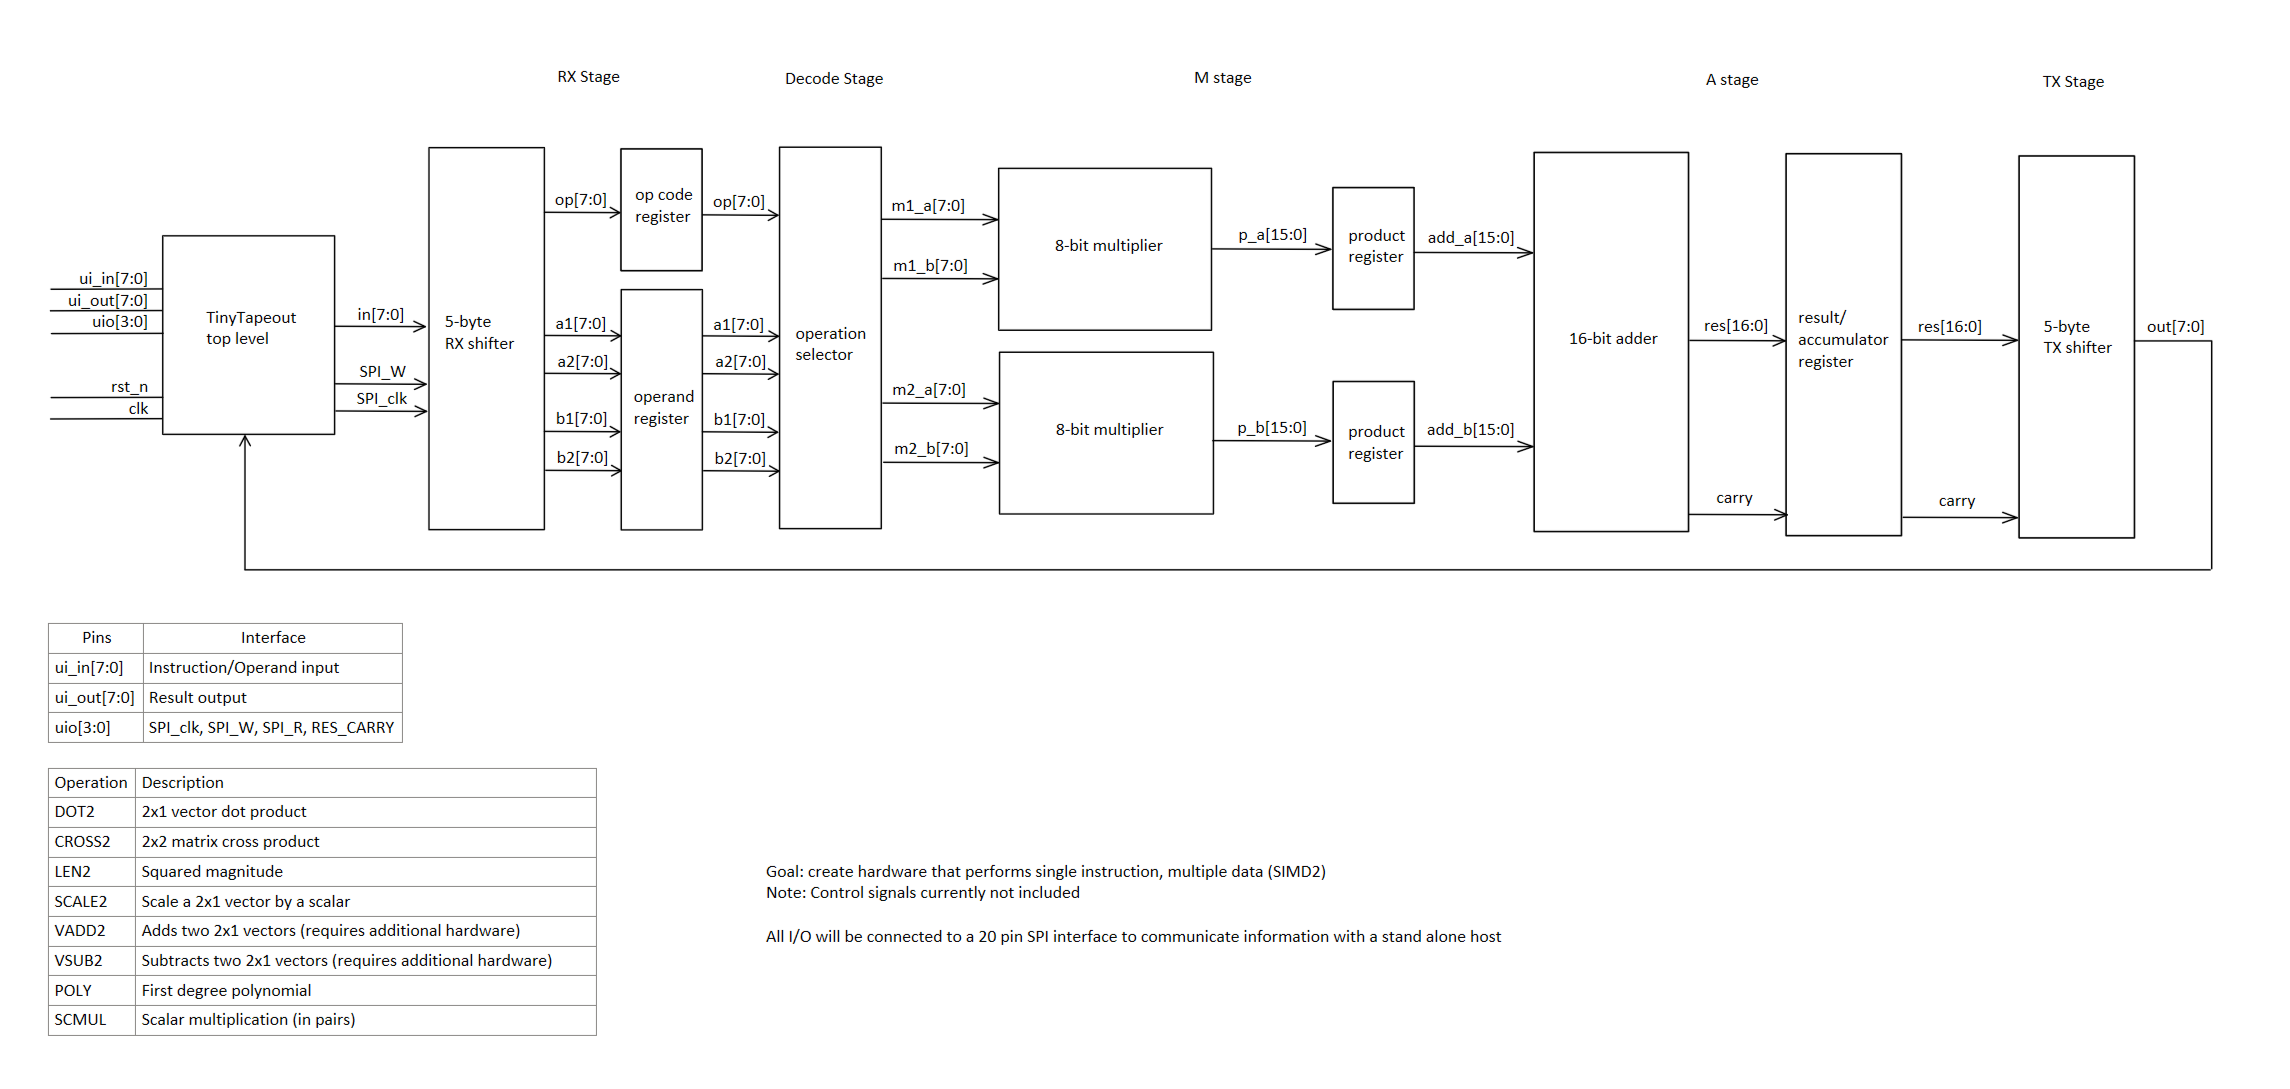 RX Stage
Decode Stage
M stage
A stage
TX Stage
ui_in[7:0]
ui_out[7:0]
uio[3:0]
rst_n
clk
TinyTapeout
top level
in[7:0]
SPI_W
SPI_clk
5-byte
RX shifter
op[7:0]
a1[7:0]
a2[7:0]
b1[7:0]
b2[7:0]
op code
register
operand
register
op[7:0]
a1[7:0]
a2[7:0]
b1[7:0]
b2[7:0]
operation
selector
m1_a[7:0]
m1_b[7:0]
m2_a[7:0]
m2_b[7:0]
8-bit multiplier
8-bit multiplier
p_a[15:0]
p_b[15:0]
product
register
product
register
add_a[15:0]
add_b[15:0]
16-bit adder
res[16:0]
carry
result/
accumulator
register
res[16:0]
carry
5-byte
TX shifter
out[7:0]
Pins Interface
ui_in[7:0] Instruction/Operand input
ui_out[7:0] Result output
uio[3:0] SPI_clk, SPI_W, SPI_R, RES_CARRY
Operation Description
DOT2 2x1 vector dot product
CROSS2 2x2 matrix cross product
LEN2 Squared magnitude
SCALE2 Scale a 2x1 vector by a scalar
VADD2 Adds two 2x1 vectors (requires additional hardware)
VSUB2 Subtracts two 2x1 vectors (requires additional hardware)
POLY First degree polynomial
SCMUL Scalar multiplication (in pairs)
Goal: create hardware that performs single instruction, multiple data (SIMD2)
Note: Control signals currently not included
All I/O will be connected to a 20 pin SPI interface to communicate information with a stand alone host